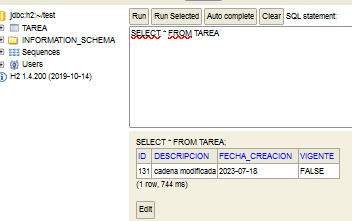 jdbc:h2:~/test
TAREA
INFORMATION_SCHEMA
Sequences
Users
H2 1.4.200 (2019-10-14)
Run Run Selected Auto complete Clear SQL statement:
SELECT * FROM TAREA
SELECT * FROM TAREA;
ID DESCRIPCION FECHA_CREACION VIGENTE
131 cadena modificada 2023-07-18 FALSE
(1 row, 744 ms)
Edit